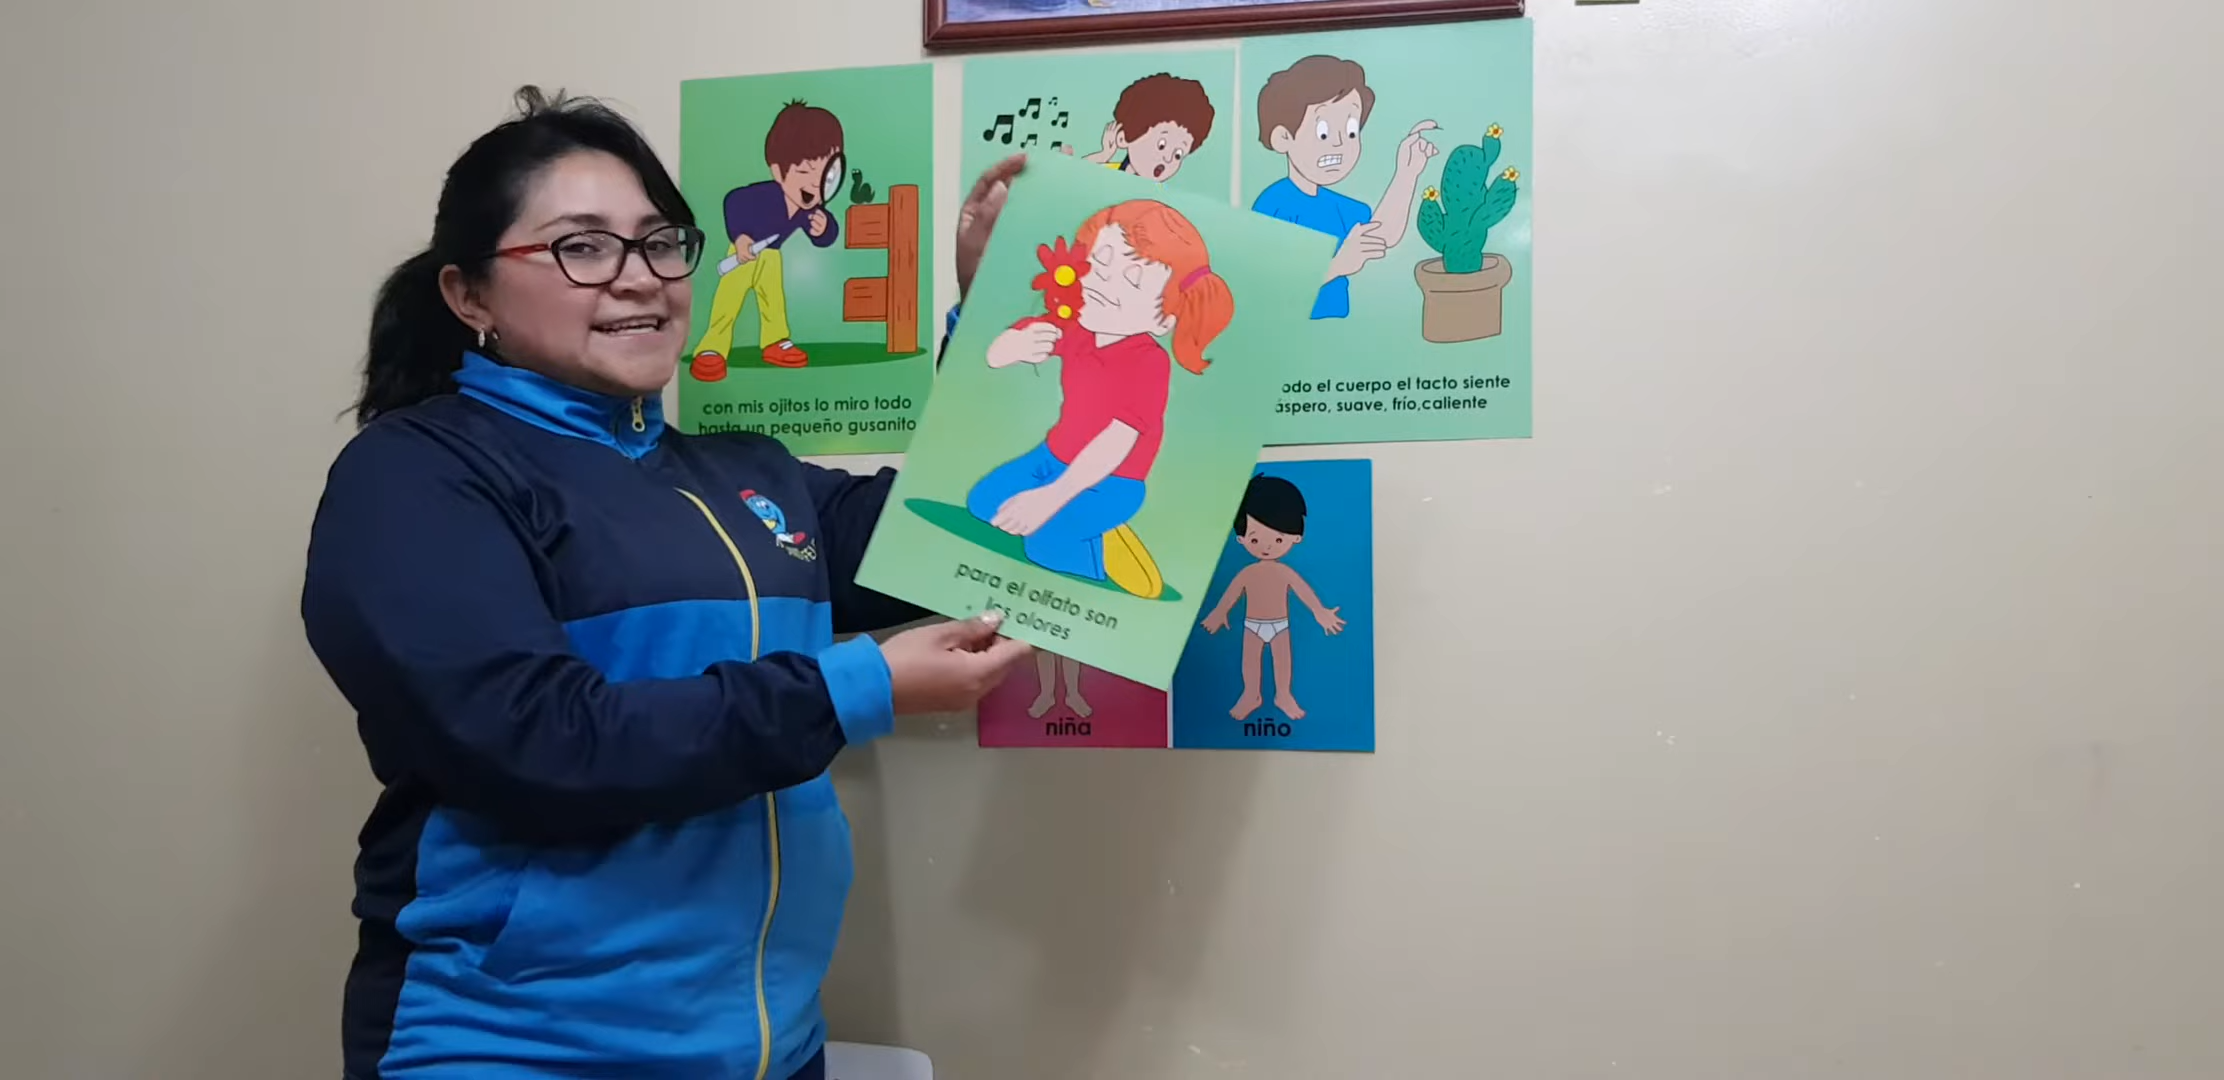 con mis ojitos lo miro todo
hasta un pequeño gusanito
odo el cuerpo el tacto siente
áspero, suave, frío,caliente
para el olfato son
los olores
niña
niño